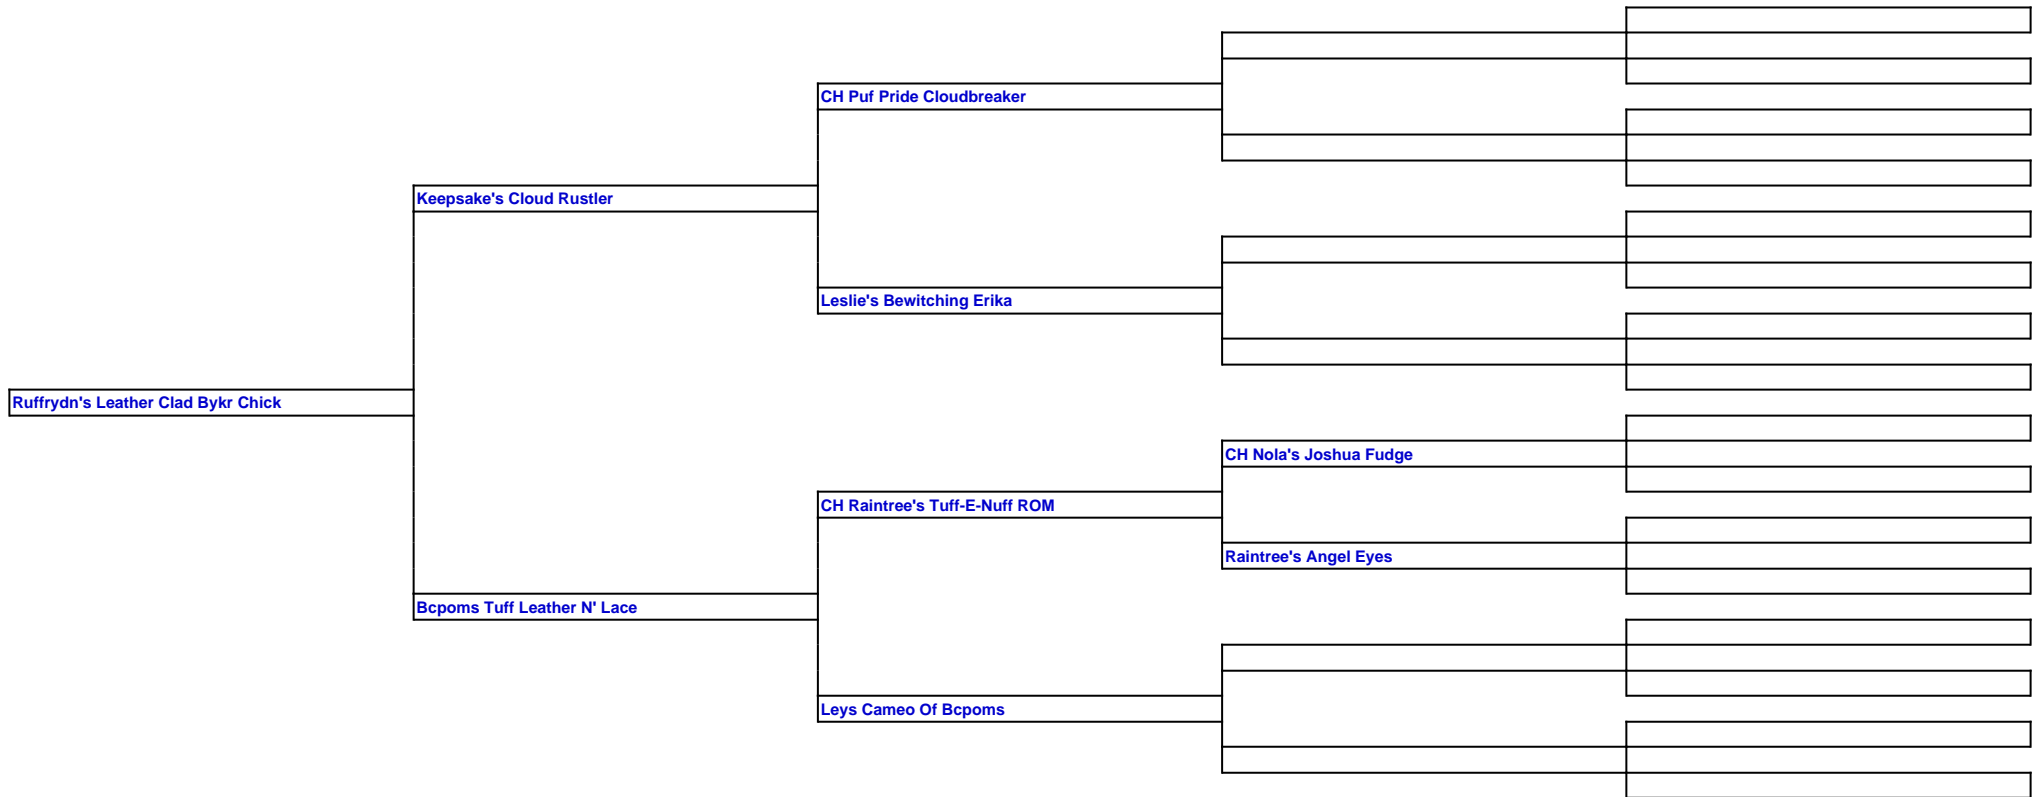 CH Puf Pride Cloudbreaker
Keepsake's Cloud Rustler
Leslie's Bewitching Erika
Ruffrydn's Leather Clad Bykr Chick
CH Nola's Joshua Fudge
CH Raintree's Tuff-E-Nuff ROM
Raintree's Angel Eyes
Bcpoms Tuff Leather N' Lace
Leys Cameo Of Bcpoms